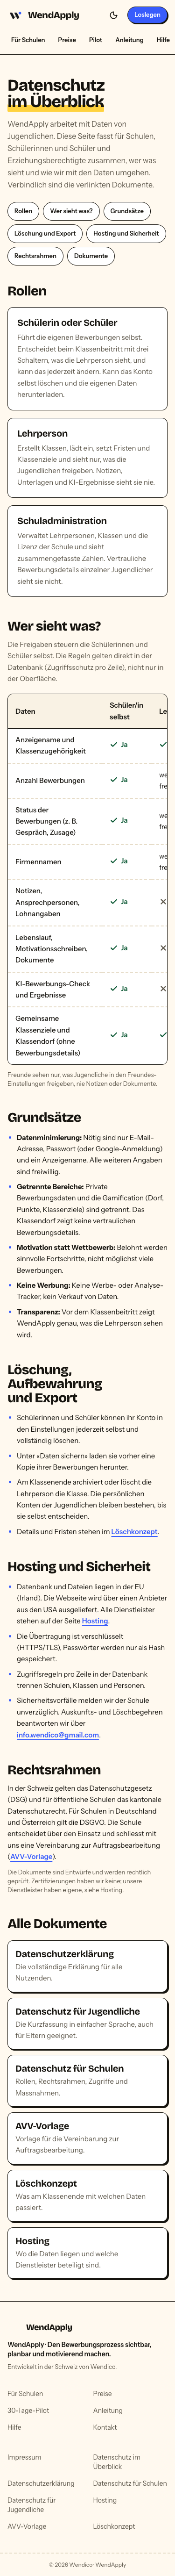 WendApply
Loslegen
Für Schulen
Preise
Pilot
Anleitung
Hilfe
Datenschutz
im Überblick
WendApply arbeitet mit Daten von
Jugendlichen. Diese Seite fasst für Schulen,
Schülerinnen und Schüler und
Erziehungsberechtigte zusammen, wer was
sieht und wie wir mit den Daten umgehen.
Verbindlich sind die verlinkten Dokumente.
Rollen
Wer sieht was?
Grundsätze
Löschung und Export
Hosting und Sicherheit
Rechtsrahmen
Dokumente
Rollen
Schülerin oder Schüler
Führt die eigenen Bewerbungen selbst.
Entscheidet beim Klassenbeitritt mit drei
Schaltern, was die Lehrperson sieht, und
kann das jederzeit ändern. Kann das Konto
selbst löschen und die eigenen Daten
herunterladen.
Lehrperson
Erstellt Klassen, lädt ein, setzt Fristen und
Klassenziele und sieht nur, was die
Jugendlichen freigeben. Notizen,
Unterlagen und KI-Ergebnisse sieht sie nie.
Schuladministration
Verwaltet Lehrpersonen, Klassen und die
Lizenz der Schule und sieht
zusammengefasste Zahlen. Vertrauliche
Bewerbungsdetails einzelner Jugendlicher
sieht sie nicht.
Wer sieht was?
Die Freigaben steuern die Schülerinnen und
Schüler selbst. Die Regeln gelten direkt in der
Datenbank (Zugriffsschutz pro Zeile), nicht nur in
der Oberfläche.
Daten
Schüler/in
selbst
Le
Anzeigename und
Klassenzugehörigkeit
Ja
Anzahl Bewerbungen
Ja
we
fre
Status der
Bewerbungen (z. B.
Gespräch, Zusage)
Ja
we
fre
Firmennamen
Ja
we
fre
Notizen,
Ansprechpersonen,
Lohnangaben
Ja
Lebenslauf,
Motivationsschreiben,
Dokumente
Ja
KI-Bewerbungs-Check
und Ergebnisse
Ja
Gemeinsame
Klassenziele und
Klassendorf (ohne
Bewerbungsdetails)
Ja
Freunde sehen nur, was Jugendliche in den Freundes-
Einstellungen freigeben, nie Notizen oder Dokumente.
Grundsätze
Datenminimierung: Nötig sind nur E-Mail-
Adresse, Passwort (oder Google-Anmeldung)
und ein Anzeigename. Alle weiteren Angaben
sind freiwillig.
Getrennte Bereiche: Private
Bewerbungsdaten und die Gamification (Dorf,
Punkte, Klassenziele) sind getrennt. Das
Klassendorf zeigt keine vertraulichen
Bewerbungsdetails.
Motivation statt Wettbewerb: Belohnt werden
sinnvolle Fortschritte, nicht möglichst viele
Bewerbungen.
Keine Werbung: Keine Werbe- oder Analyse-
Tracker, kein Verkauf von Daten.
Transparenz: Vor dem Klassenbeitritt zeigt
WendApply genau, was die Lehrperson sehen
wird.
Löschung,
Aufbewahrung
und Export
Schülerinnen und Schüler können ihr Konto in
den Einstellungen jederzeit selbst und
vollständig löschen.
Unter «Daten sichern» laden sie vorher eine
Kopie ihrer Bewerbungen herunter.
Am Klassenende archiviert oder löscht die
Lehrperson die Klasse. Die persönlichen
Konten der Jugendlichen bleiben bestehen, bis
sie selbst entscheiden.
Details und Fristen stehen im Löschkonzept.
Hosting und Sicherheit
Datenbank und Dateien liegen in der EU
(Irland). Die Webseite wird über einen Anbieter
aus den USA ausgeliefert. Alle Dienstleister
stehen auf der Seite Hosting.
Die Übertragung ist verschlüsselt
(HTTPS/TLS), Passwörter werden nur als Hash
gespeichert.
Zugriffsregeln pro Zeile in der Datenbank
trennen Schulen, Klassen und Personen.
Sicherheitsvorfälle melden wir der Schule
unverzüglich. Auskunfts- und Löschbegehren
beantworten wir über
info.wendico@gmail.com.
Rechtsrahmen
In der Schweiz gelten das Datenschutzgesetz
(DSG) und für öffentliche Schulen das kantonale
Datenschutzrecht. Für Schulen in Deutschland
und Österreich gilt die DSGVO. Die Schule
entscheidet über den Einsatz und schliesst mit
uns eine Vereinbarung zur Auftragsbearbeitung
(AVV-Vorlage).
Die Dokumente sind Entwürfe und werden rechtlich
geprüft. Zertifizierungen haben wir keine; unsere
Dienstleister haben eigene, siehe Hosting.
Alle Dokumente
Datenschutzerklärung
Die vollständige Erklärung für alle
Nutzenden.
Datenschutz für Jugendliche
Die Kurzfassung in einfacher Sprache, auch
für Eltern geeignet.
Datenschutz für Schulen
Rollen, Rechtsrahmen, Zugriffe und
Massnahmen.
AVV-Vorlage
Vorlage für die Vereinbarung zur
Auftragsbearbeitung.
Löschkonzept
Was am Klassenende mit welchen Daten
passiert.
Hosting
Wo die Daten liegen und welche
Dienstleister beteiligt sind.
WendApply
WendApply · Den Bewerbungsprozess sichtbar,
planbar und motivierend machen.
Entwickelt in der Schweiz von Wendico.
Für Schulen
Preise
30-Tage-Pilot
Anleitung
Hilfe
Kontakt
Impressum
Datenschutz im
Überblick
Datenschutzerklärung
Datenschutz für Schulen
Datenschutz für
Jugendliche
Hosting
AVV-Vorlage
Löschkonzept
© 2026 Wendico · WendApply